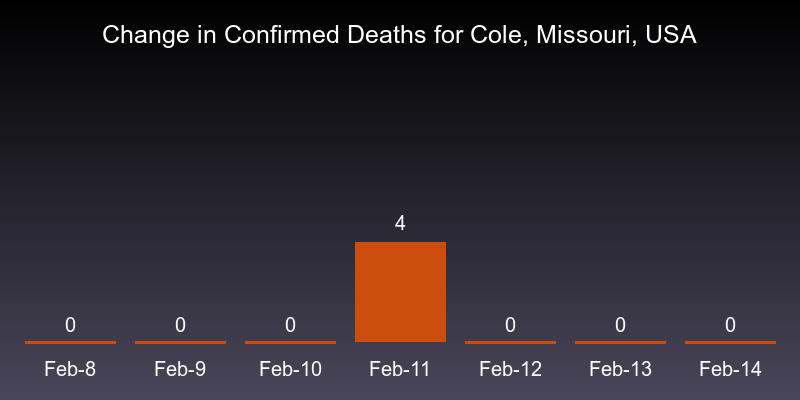 Change in Confirmed Deaths for Cole, Missouri, USA
4
0 0 0 0 0 0
Feb-8 Feb-9 Feb-10 Feb-11 Feb-12 Feb-13 Feb-14